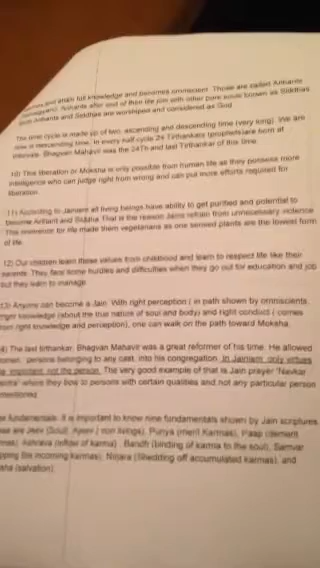 and attain full knowledge and becomes omniscient. Those are called Arihants
Arihants after end of their life join with other pure souls known as Siddhas
Both Arihants and Siddhas are worshiped and considered as God
The time cycle is made up of two, ascending and descending time (very long). We are
now in descending time. In every half cycle 24 Tirthankars (prophets)are born at
intervals. Bhagvan Mahavir was the 24Th and last Tirthankar of this time.
10) This liberation or Moksha is only possible from human life as they possess more
intelligence who can judge right from wrong and can put more efforts required for
liberation.
11) According to Jainism all living beings have ability to get purified and potential to
become Arihant and Siddha That is the reason Jains refrain from unnecessary violence
This reverence for life made them vegetarians as one sensed plants are the lowest form
of life.
12) Our children learn these values from childhood and learn to respect life like their
parents. They face some hurdles and difficulties when they go out for education and job
but they learn to manage
13) Anyone can become a Jain. With right perception ( in path shown by omniscients,
right knowledge (about the true nature of soul and body) and right conduct ( comes
from right knowledge and perception), one can walk on the path toward Moksha.
4) The last tirthankar, Bhagvan Mahavir was a great reformer of his time. He allowed
women, persons belonging to any cast, into his congregation. In Jainism only virtues
important, not the person. The very good example of that is Jain prayer 'Navkar
where they bow to persons with certain qualities and not any particular person
mentioned
fundamentals. It is important to know nine fundamentals shown by Jain scriptures
are Jeev (Soul), Ajeev ( non livings), Punya (merit Karmas), Paap (demerit
Ashrava (inflow of karma) , Bandh (binding of karma to the soul), Samvar
the incoming karmas), Nirjara (Shedding off accumulated karmas), and
(salvation).